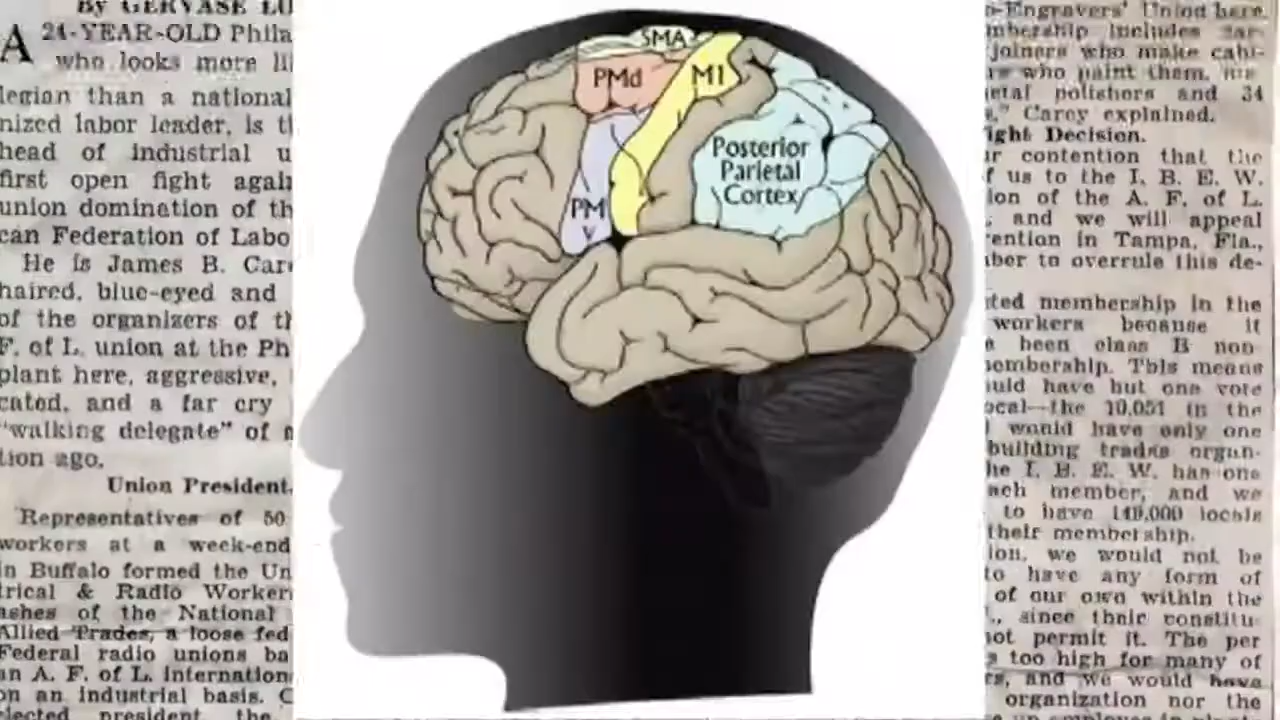 By GERVASE LU
A 24-YEAR-OLD Phila
who looks more li
legian than a national
nized labor leader, is th
head of industrial u
first open fight again
union domination of th
can Federation of Labo
He is James B. Care
haired, blue-eyed and
of the organizers of th
F. of L. union at the Ph
plant here, aggressive,
cated, and a far cry
"walking delegate" of a
tion ago.
Union President.
Representatives of 50
workers at a week-end
in Buffalo formed the Un
trical & Radio Worker
ashes of the National
Allied Trades, a loose fed
Federal radio unions ba
an A. F. of L. internation
on an industrial basis. C
elected president, the
SMA
PMd
M1
Posterior
Parietal
Cortex
PM
v
o-Engravers' Union here
mbership includes car-
joiners who make cabi-
who paint them,
etal polishers and 34
," Carey explained.
ight Decision.
ur contention that the
f us to the I. B. E. W.
ion of the A. F. of L.
, and we will appeal
vention in Tampa, Fla.,
ber to overrule this de-
ted membership in the
workers because it
e been class B non-
membership. This means
ould have but one vote
ocal—the 10,051 in the
would have only one
building trades organ-
he I. B. E. W. has one
ach member, and we
to have 149,000 locals
their membership.
ion, we would not be
to have any form of
of our own within the
., since their constitu-
not permit it. The per
s too high for many of
rs, and we would have
organization nor the